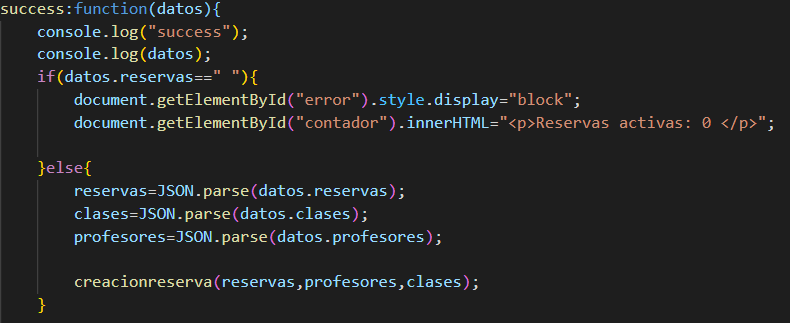 success:function(datos){
console.log("success");
console.log(datos);
if(datos.reservas==" "){
document.getElementById("error").style.display="block";
document.getElementById("contador").innerHTML="<p>Reservas activas: 0 </p>";
}else{
reservas=JSON.parse(datos.reservas);
clases=JSON.parse(datos.clases);
profesores=JSON.parse(datos.profesores);
creacionreserva(reservas,profesores,clases);
}